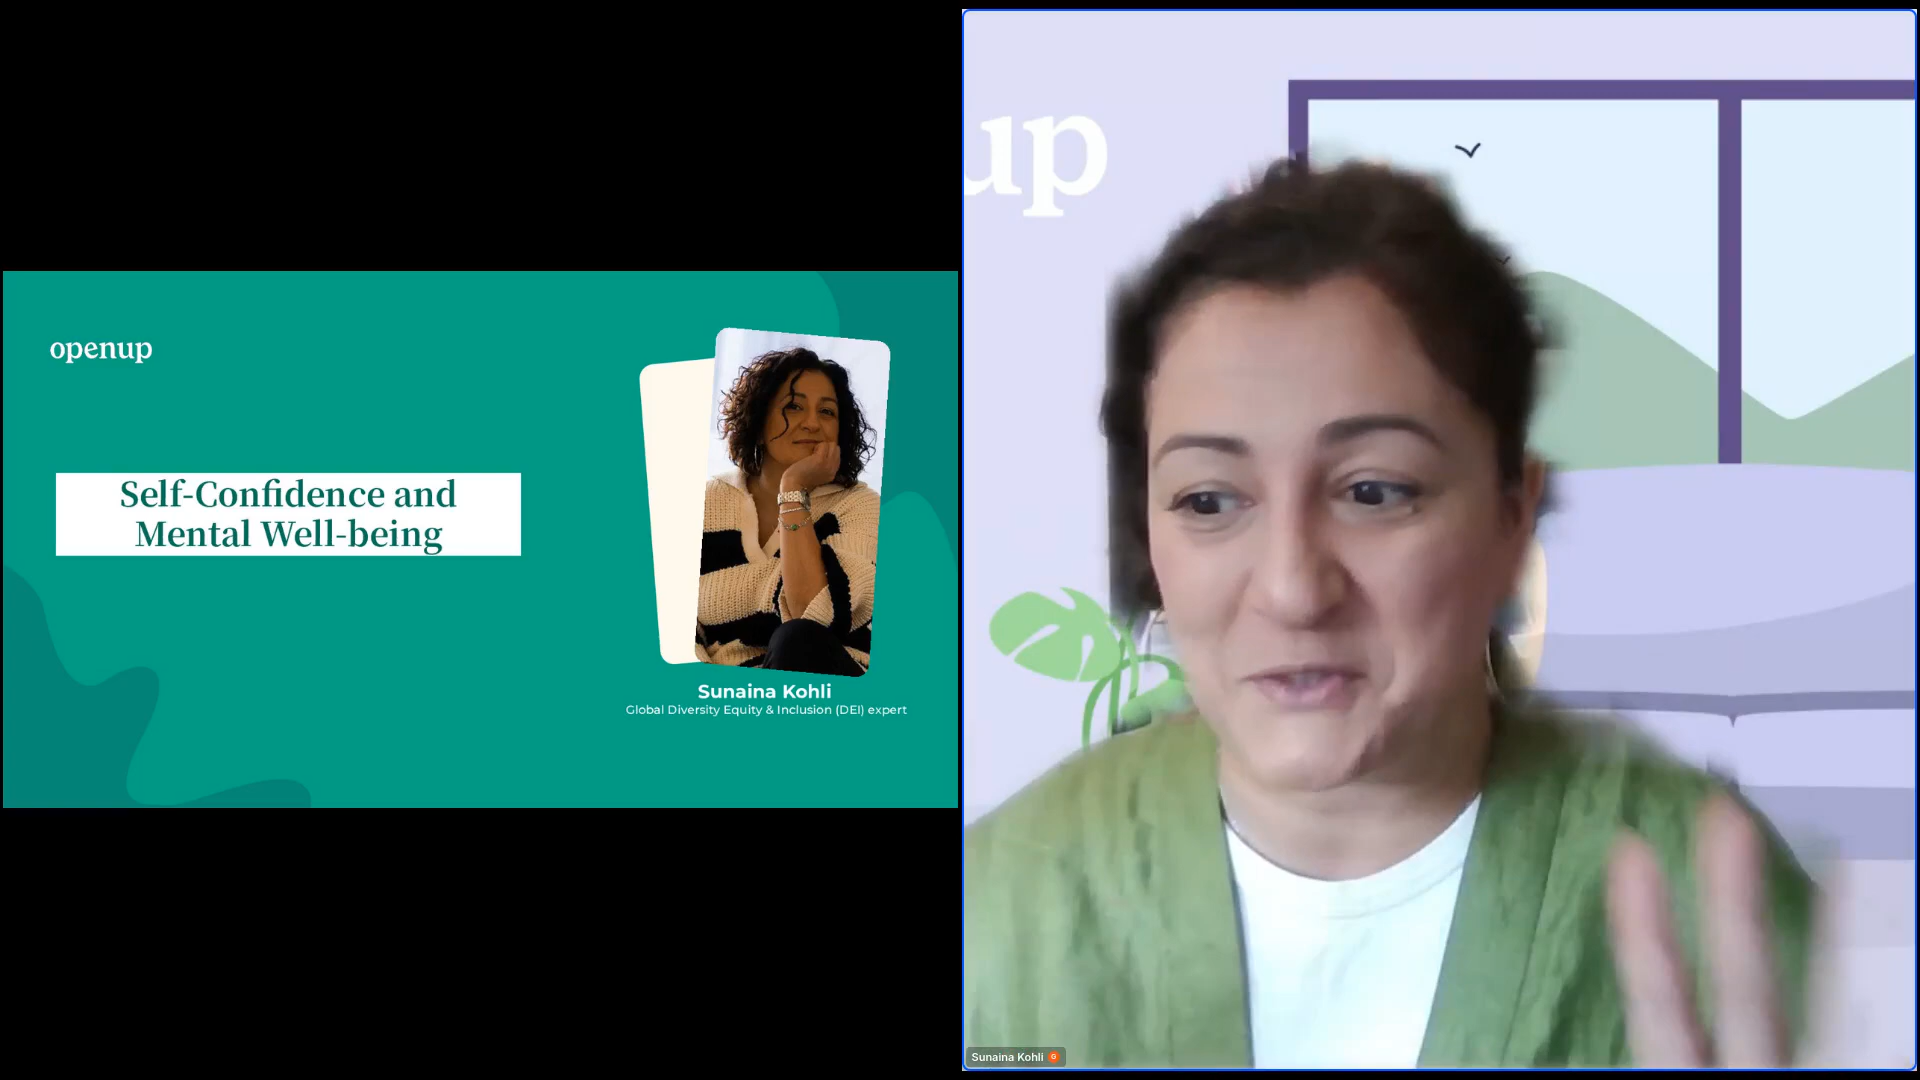 openup
Self-Confidence and
Mental Well-being
Sunaina Kohli
Global Diversity Equity & Inclusion (DEI) expert
up
Sunaina Kohli G